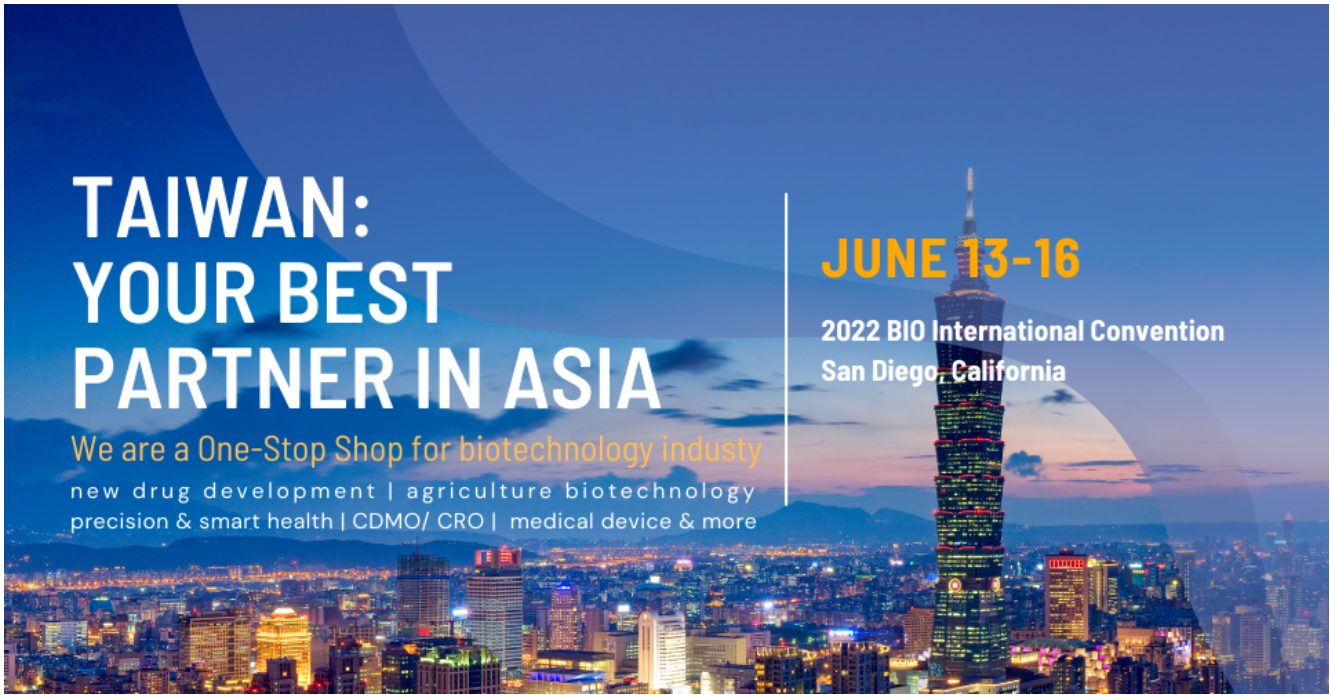 TAIWAN:
YOUR BEST
PARTNER IN ASIA
We are a One-Stop Shop for biotechnology industy
new drug development | agriculture biotechnology
precision & smart health | CDMO/ CRO | medical device & more
JUNE 13-16
2022 BIO International Convention
San Diego, California